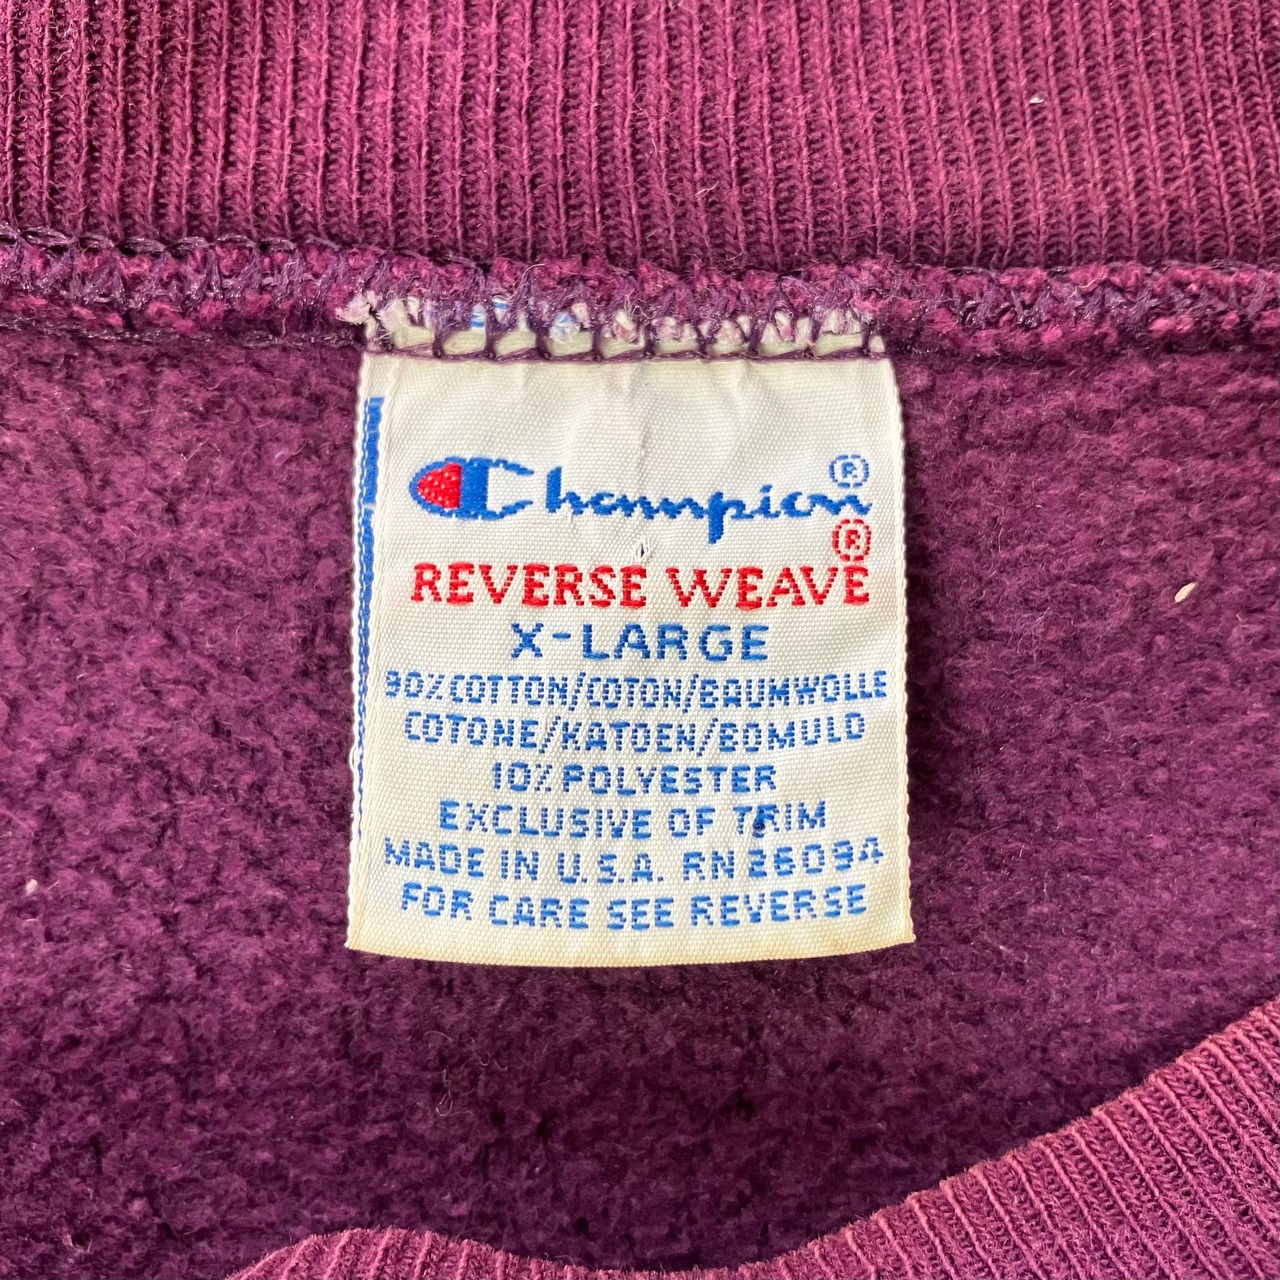 Champion®
®
REVERSE WEAVE
X-LARGE
90% COTTON/COTON/BAUMWOLLE
COTONE/KATOEN/BOMULD
10% POLYESTER
EXCLUSIVE OF TRIM
MADE IN U.S.A. RN 26094
FOR CARE SEE REVERSE